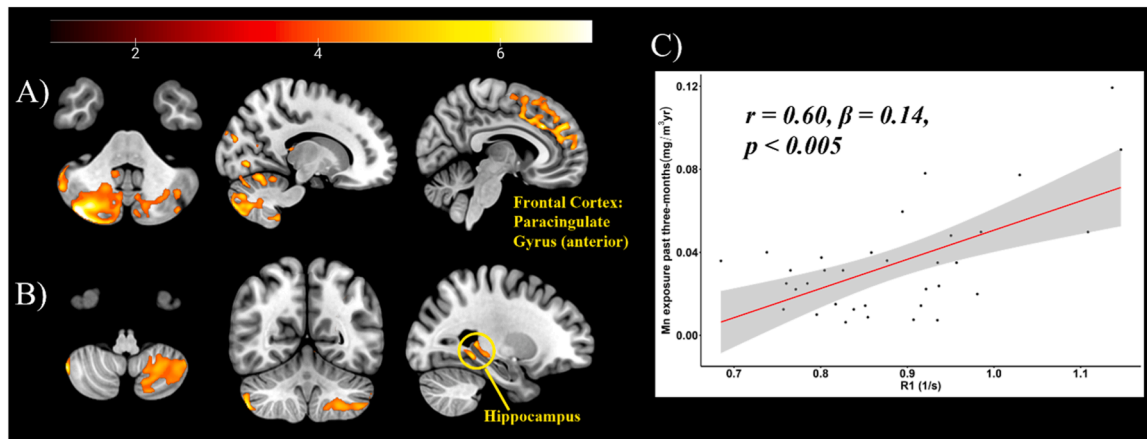 2 4 6
A)
Frontal Cortex:
Paracingulate
Gyrus (anterior)
B)
Hippocampus
C)
r = 0.60, β = 0.14,
p < 0.005
Mn exposure past three-months(mg/m³yr)
0.12
0.08
0.04
0.00
0.7 0.8 0.9 1.0 1.1
R1 (1/s)